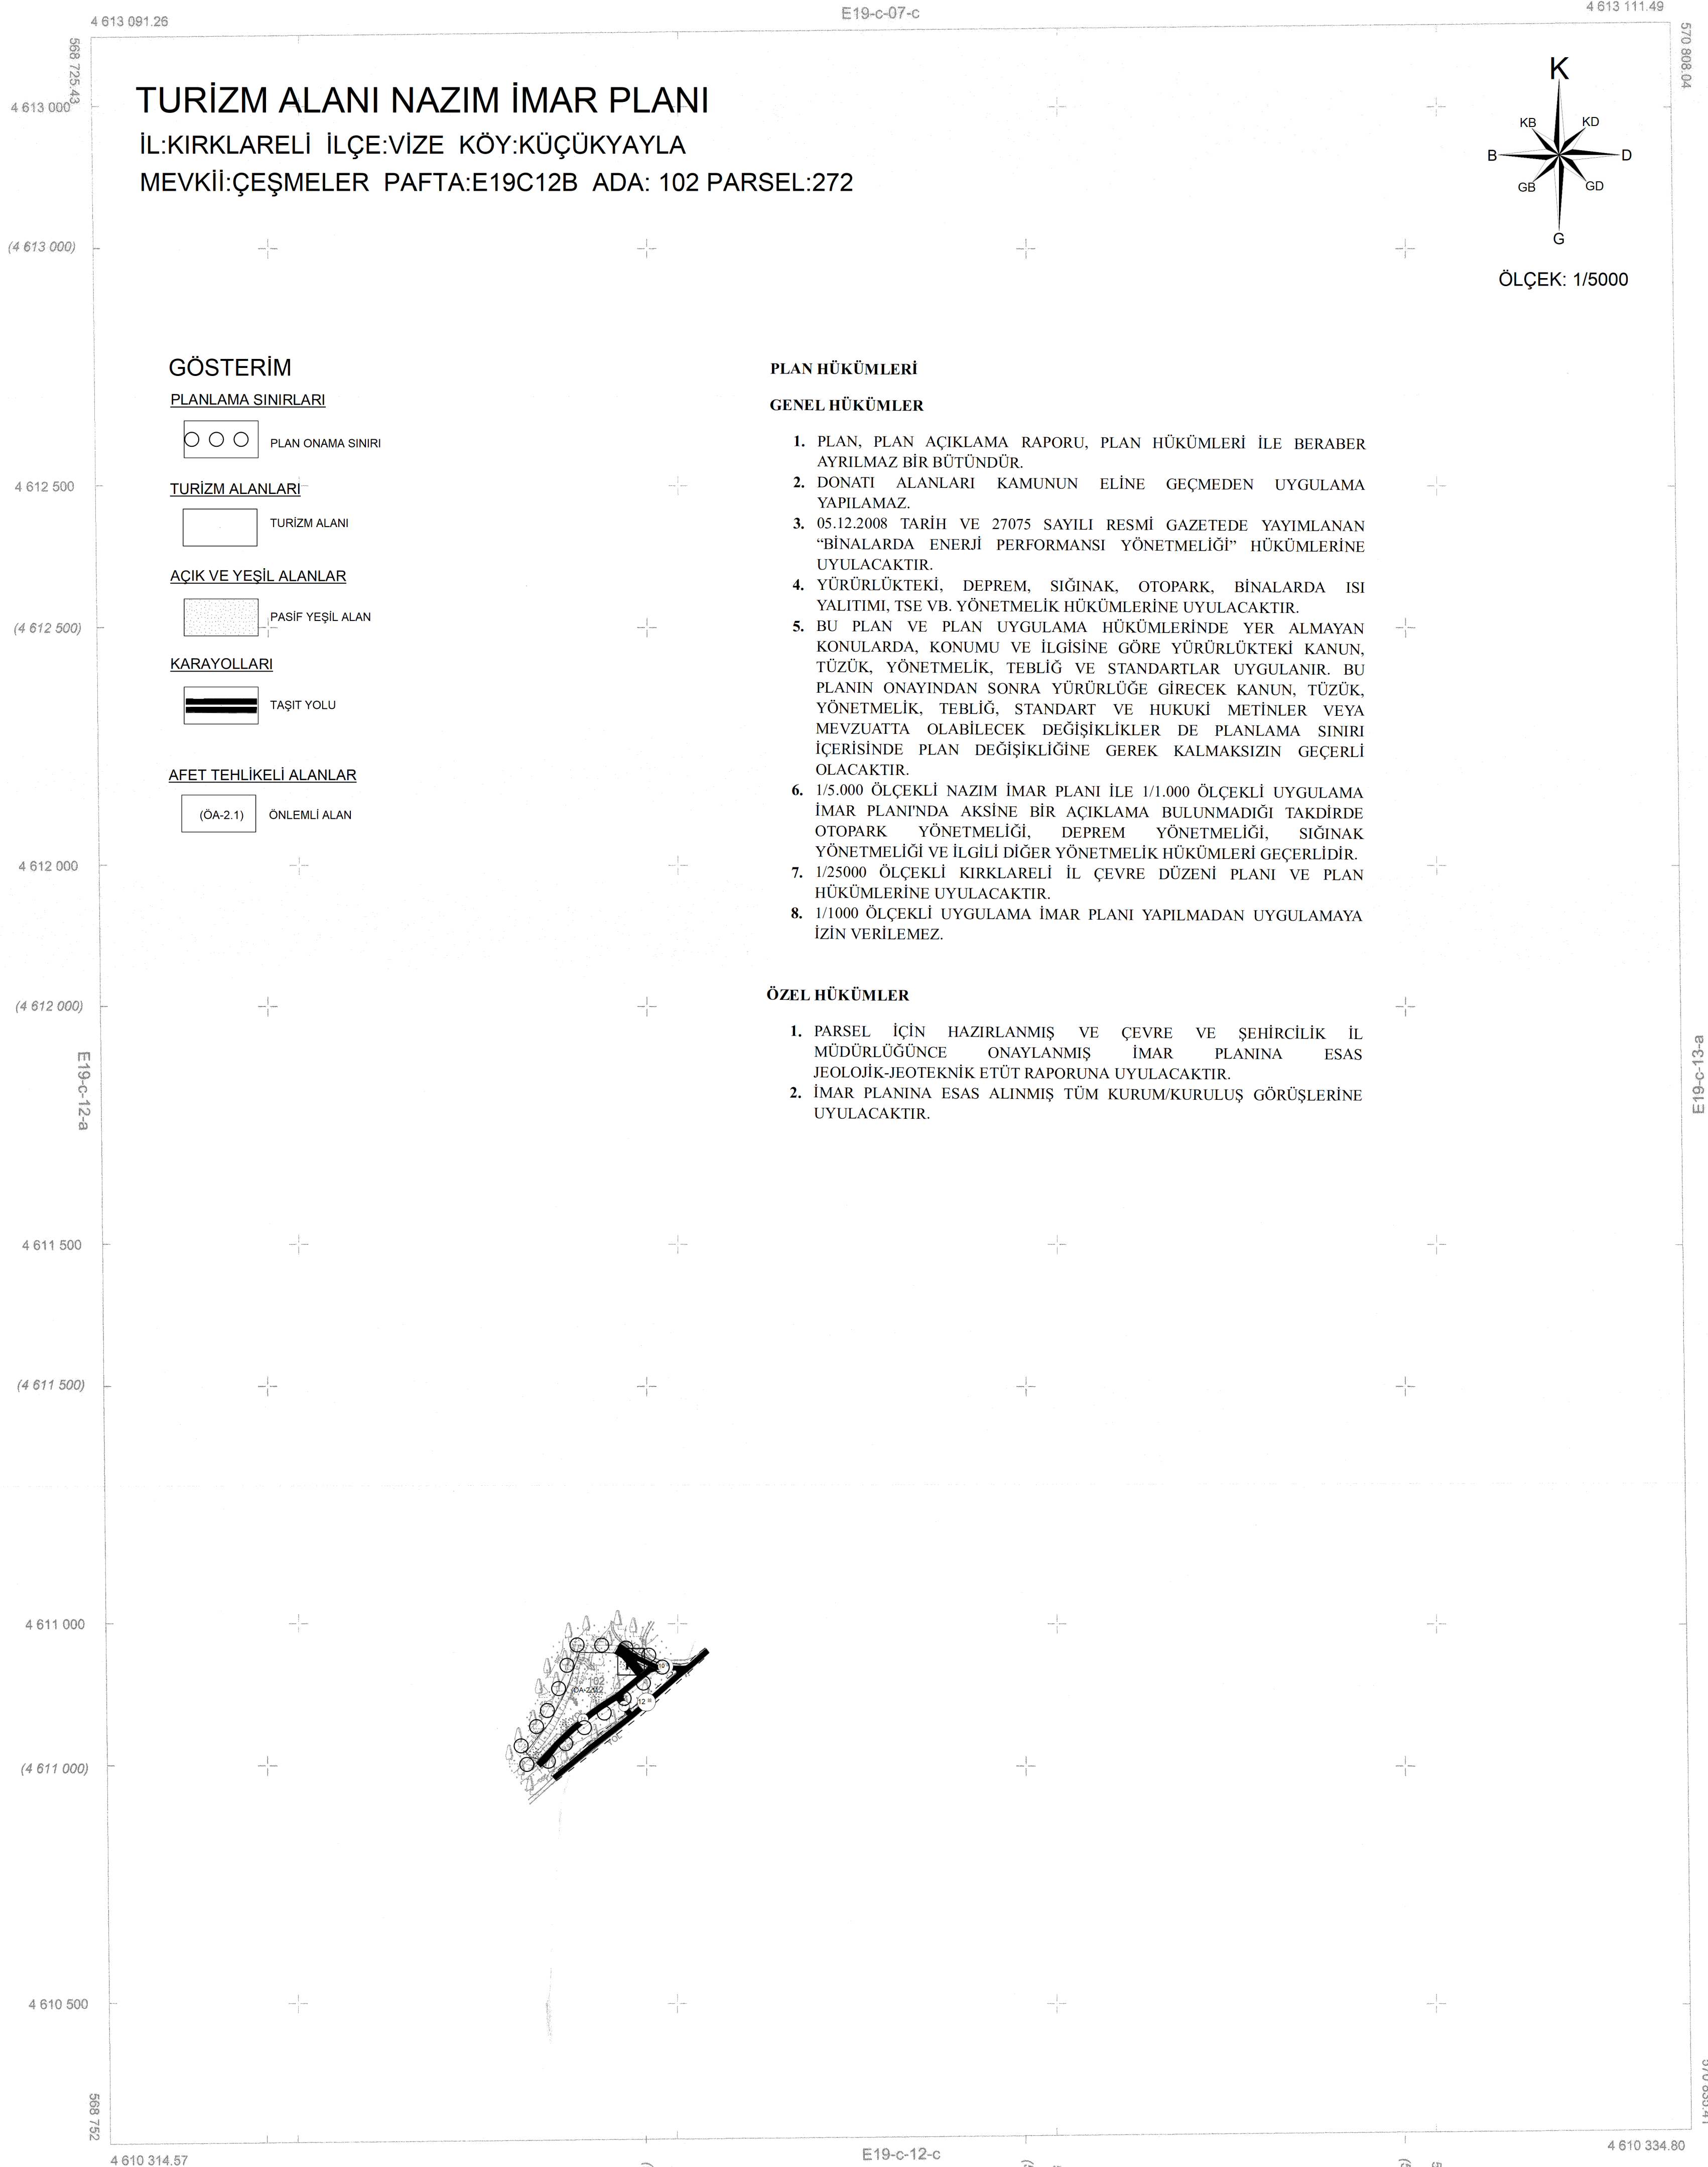 4 613 091.26
E19-c-07-c
4 613 111.49
568 725.43
570 808.04
4 613 000
TURİZM ALANI NAZIM İMAR PLANI
İL:KIRKLARELİ İLÇE:VİZE KÖY:KÜÇÜKYAYLA
MEVKİİ:ÇEŞMELER PAFTA:E19C12B ADA: 102 PARSEL:272
K
KB KD
B D
GB GD
G
ÖLÇEK: 1/5000
(4 613 000)
GÖSTERİM
PLANLAMA SINIRLARI
PLAN ONAMA SINIRI
TURİZM ALANLARI
TURİZM ALANI
AÇIK VE YEŞİL ALANLAR
PASİF YEŞİL ALAN
KARAYOLLARI
TAŞIT YOLU
AFET TEHLİKELİ ALANLAR
(ÖA-2.1) ÖNLEMLİ ALAN
PLAN HÜKÜMLERİ
GENEL HÜKÜMLER
1. PLAN, PLAN AÇIKLAMA RAPORU, PLAN HÜKÜMLERİ İLE BERABER
AYRILMAZ BİR BÜTÜNDÜR.
2. DONATI ALANLARI KAMUNUN ELİNE GEÇMEDEN UYGULAMA
YAPILAMAZ.
3. 05.12.2008 TARİH VE 27075 SAYILI RESMİ GAZETEDE YAYIMLANAN
“BİNALARDA ENERJİ PERFORMANSI YÖNETMELİĞİ” HÜKÜMLERİNE
UYULACAKTIR.
4. YÜRÜRLÜKTEKİ, DEPREM, SIĞINAK, OTOPARK, BİNALARDA ISI
YALITIMI, TSE VB. YÖNETMELİK HÜKÜMLERİNE UYULACAKTIR.
5. BU PLAN VE PLAN UYGULAMA HÜKÜMLERİNDE YER ALMAYAN
KONULARDA, KONUMU VE İLGİSİNE GÖRE YÜRÜRLÜKTEKİ KANUN,
TÜZÜK, YÖNETMELİK, TEBLİĞ VE STANDARTLAR UYGULANIR. BU
PLANIN ONAYINDAN SONRA YÜRÜRLÜĞE GİRECEK KANUN, TÜZÜK,
YÖNETMELİK, TEBLİĞ, STANDART VE HUKUKİ METİNLER VEYA
MEVZUATTA OLABİLECEK DEĞİŞİKLİKLER DE PLANLAMA SINIRI
İÇERİSİNDE PLAN DEĞİŞİKLİĞİNE GEREK KALMAKSIZIN GEÇERLİ
OLACAKTIR.
6. 1/5.000 ÖLÇEKLİ NAZIM İMAR PLANI İLE 1/1.000 ÖLÇEKLİ UYGULAMA
İMAR PLANI'NDA AKSİNE BİR AÇIKLAMA BULUNMADIĞI TAKDİRDE
OTOPARK YÖNETMELİĞİ, DEPREM YÖNETMELİĞİ, SIĞINAK
YÖNETMELİĞİ VE İLGİLİ DİĞER YÖNETMELİK HÜKÜMLERİ GEÇERLİDİR.
7. 1/25000 ÖLÇEKLİ KIRKLARELİ İL ÇEVRE DÜZENİ PLANI VE PLAN
HÜKÜMLERİNE UYULACAKTIR.
8. 1/1000 ÖLÇEKLİ UYGULAMA İMAR PLANI YAPILMADAN UYGULAMAYA
İZİN VERİLEMEZ.
ÖZEL HÜKÜMLER
1. PARSEL İÇİN HAZIRLANMIŞ VE ÇEVRE VE ŞEHİRCİLİK İL
MÜDÜRLÜĞÜNCE ONAYLANMIŞ İMAR PLANINA ESAS
JEOLOJİK-JEOTEKNİK ETÜT RAPORUNA UYULACAKTIR.
2. İMAR PLANINA ESAS ALINMIŞ TÜM KURUM/KURULUŞ GÖRÜŞLERİNE
UYULACAKTIR.
4 612 500
(4 612 500)
4 612 000
(4 612 000)
E19-c-12-a
E19-c-13-a
4 611 500
(4 611 500)
4 611 000
102
10
12
YOL
(4 611 000)
4 610 500
568 752
4 610 314.57
E19-c-12-c
4 610 334.80